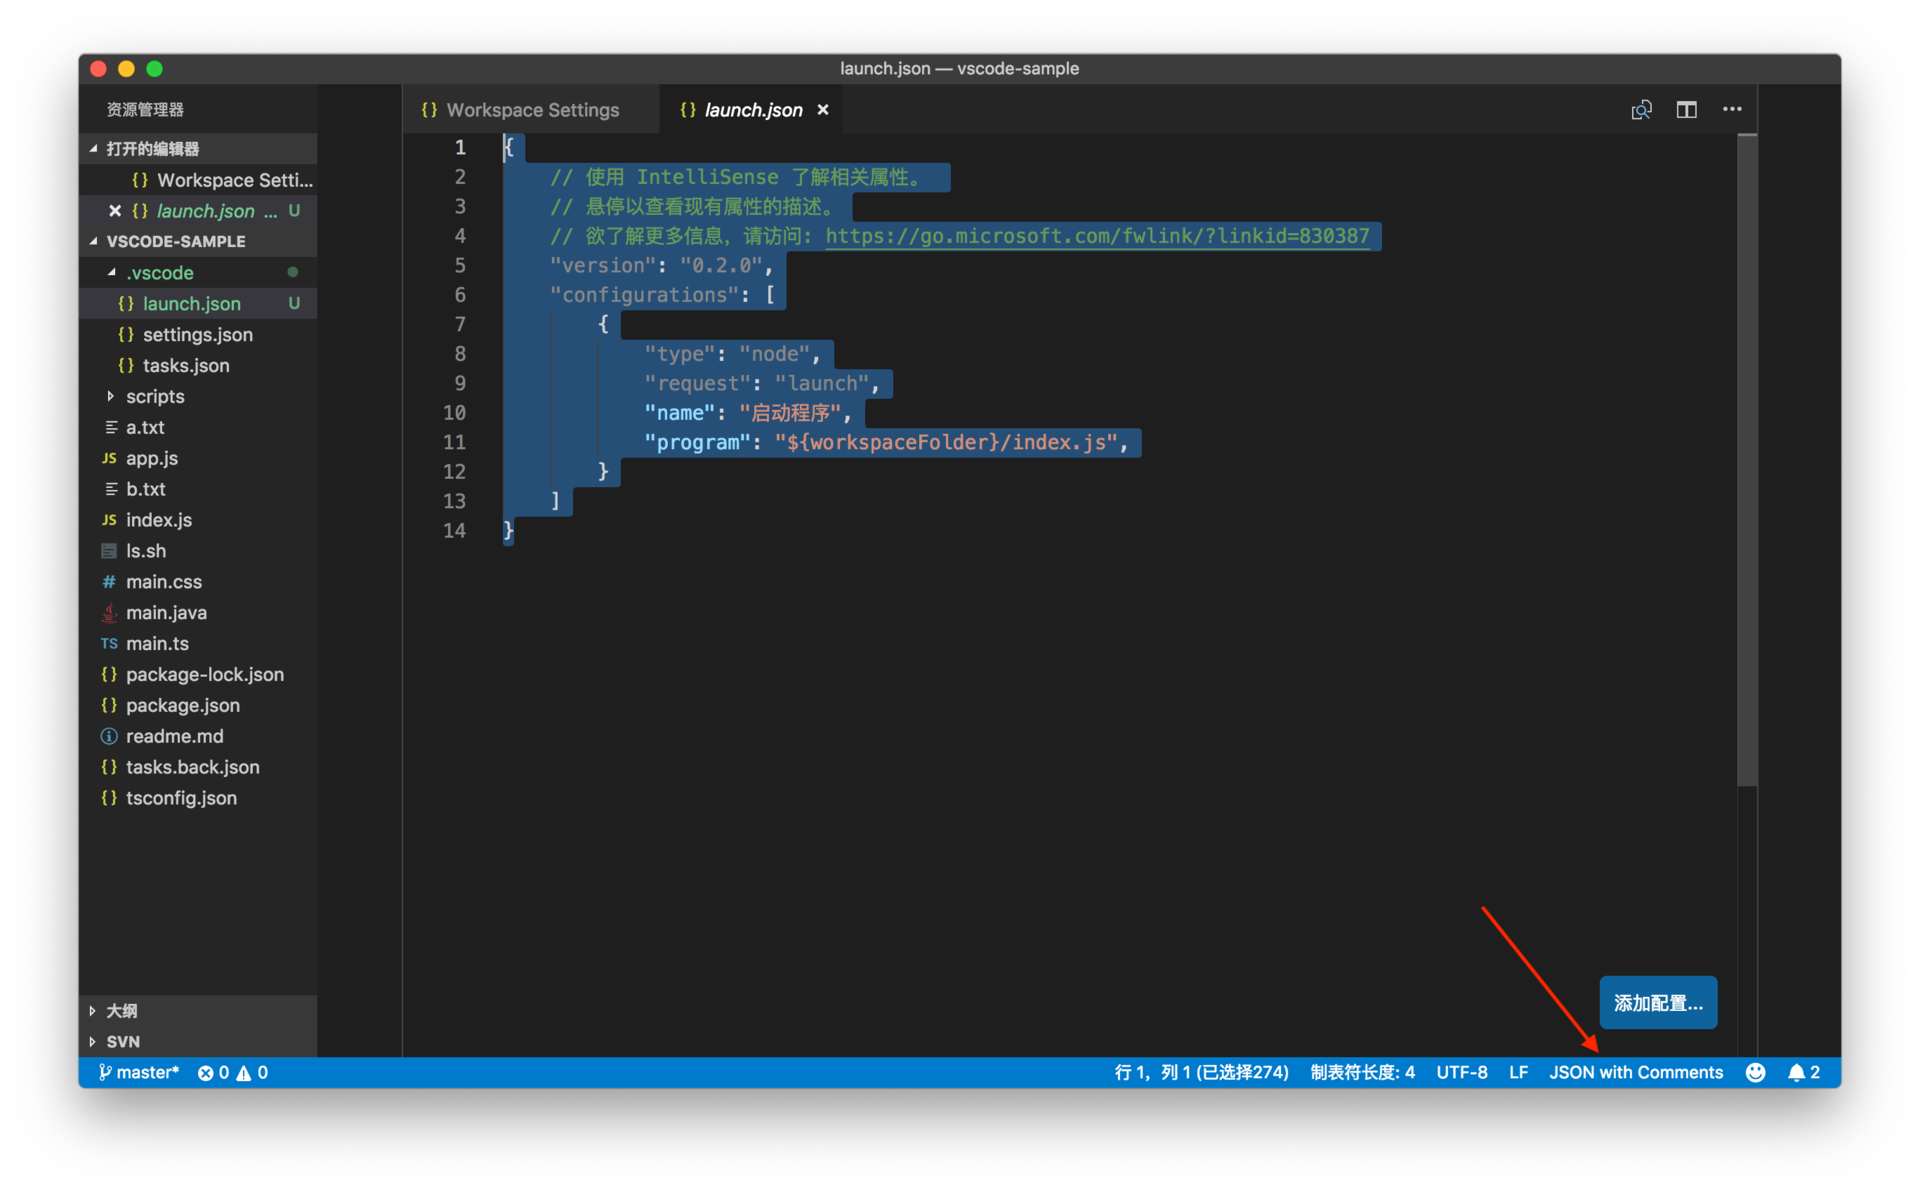 launch.json — vscode-sample
资源管理器
打开的编辑器
{} Workspace Setti...
{} launch.json ... U
VSCODE-SAMPLE
.vscode
{} launch.json U
{} settings.json
{} tasks.json
scripts
a.txt
JS app.js
b.txt
JS index.js
ls.sh
# main.css
main.java
TS main.ts
{} package-lock.json
{} package.json
readme.md
{} tasks.back.json
{} tsconfig.json
大纲
SVN
{} Workspace Settings
{} launch.json
1 {
2 // 使用 IntelliSense 了解相关属性。
3 // 悬停以查看现有属性的描述。
4 // 欲了解更多信息，请访问: https://go.microsoft.com/fwlink/?linkid=830387
5 "version": "0.2.0",
6 "configurations": [
7 {
8 "type": "node",
9 "request": "launch",
10 "name": "启动程序",
11 "program": "${workspaceFolder}/index.js",
12 }
13 ]
14 }
添加配置...
master* 0 0 行 1，列 1 (已选择274) 制表符长度: 4 UTF-8 LF JSON with Comments 2